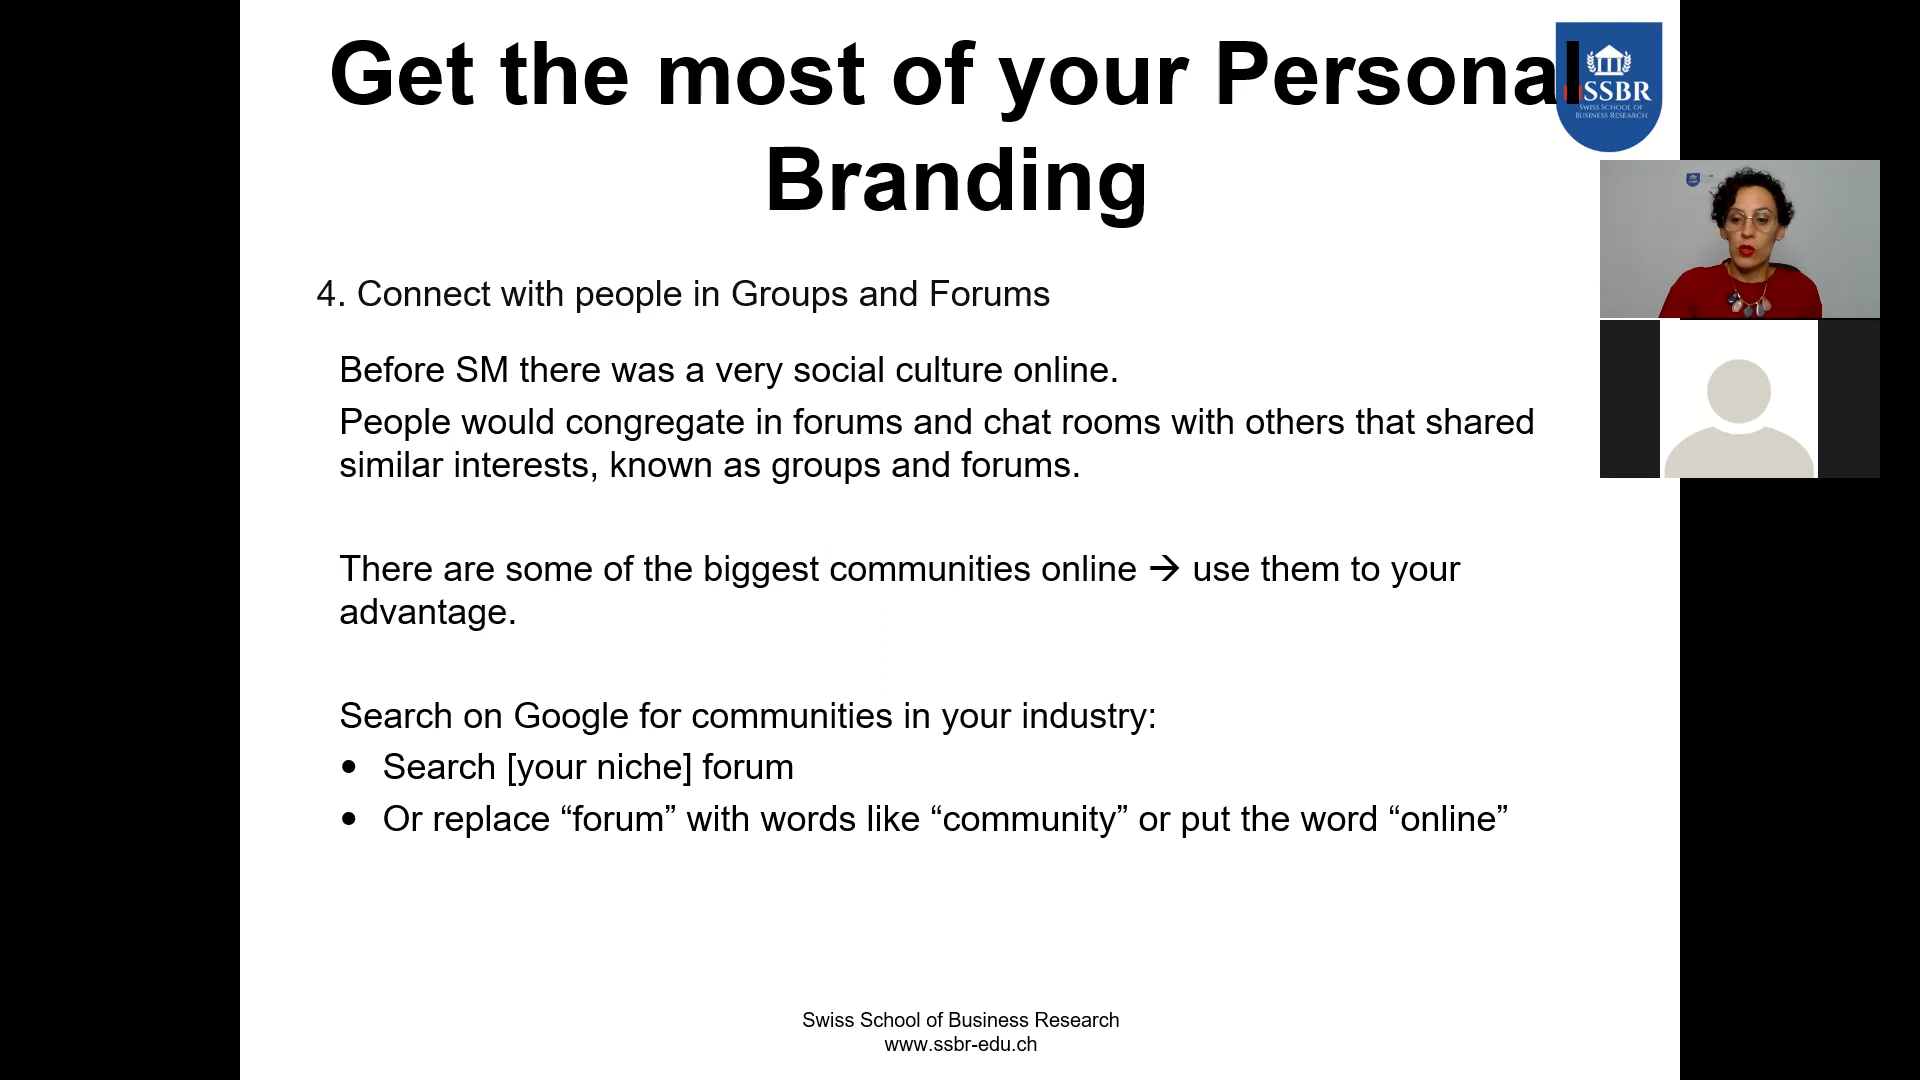 Get the most of your Personal
Branding
SSBR
SWISS SCHOOL OF
BUSINESS RESEARCH
4. Connect with people in Groups and Forums
Before SM there was a very social culture online.
People would congregate in forums and chat rooms with others that shared
similar interests, known as groups and forums.
There are some of the biggest communities online → use them to your
advantage.
Search on Google for communities in your industry:
• Search [your niche] forum
• Or replace “forum” with words like “community” or put the word “online”
Swiss School of Business Research
www.ssbr-edu.ch